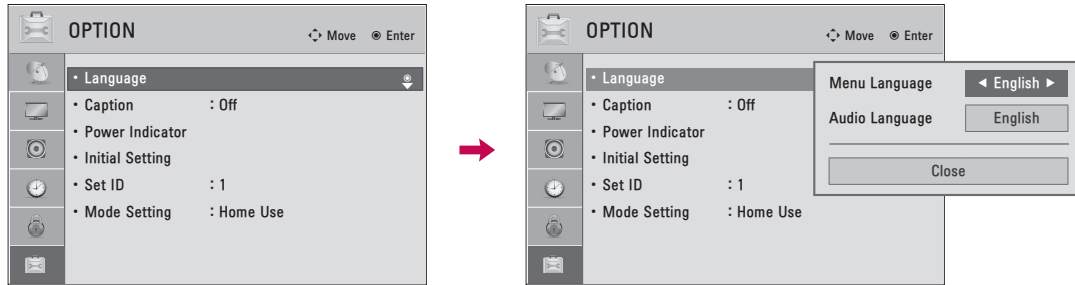 OPTION
Move Enter
• Language
• Caption : Off
• Power Indicator
• Initial Setting
• Set ID : 1
• Mode Setting : Home Use
OPTION
Move Enter
• Language
• Caption : Off
• Power Indicator
• Initial Setting
• Set ID : 1
• Mode Setting : Home Use
Menu Language ◄ English ►
Audio Language English
Close